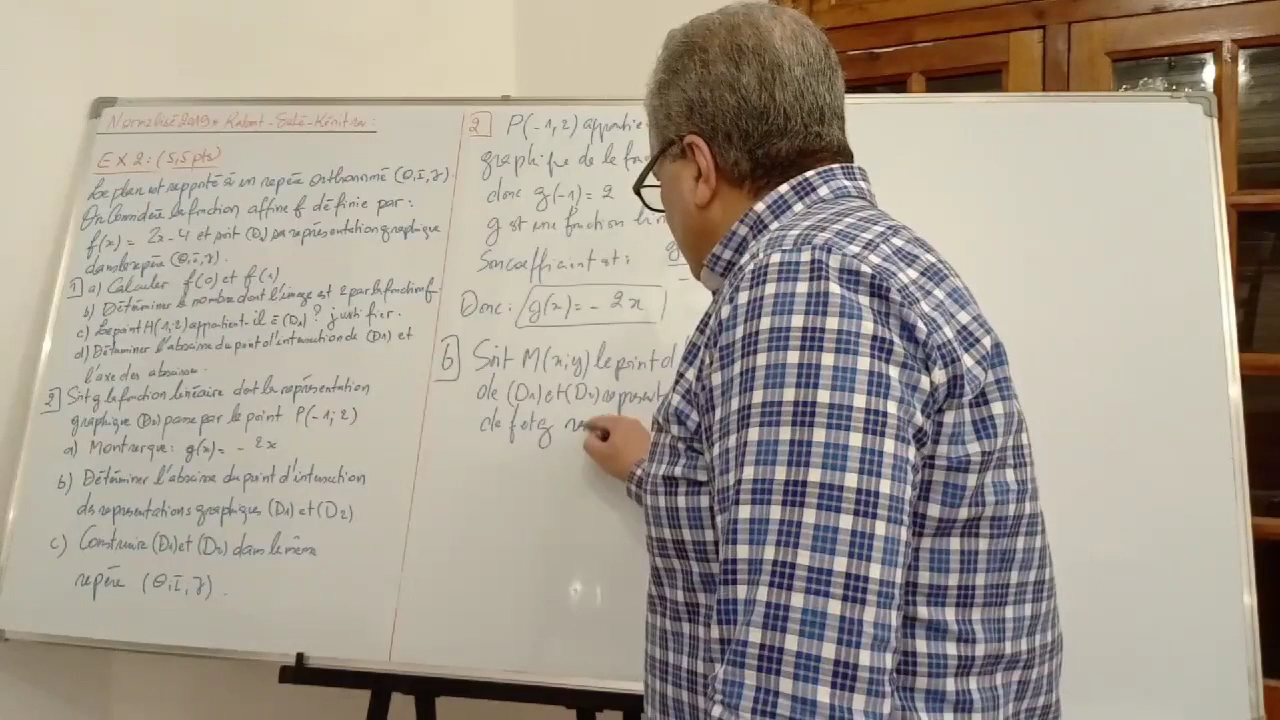 Normalisé 2019 * Rabat-Salé-Kénitra:
EX2: (5,5 pts)
Le plan est rapporté à un repère orthonormé (O,I,J).
On considère la fonction affine f définie par:
f(x) = 2x-4 et soit (D₁) sa représentation graphique
dans le repère (O,I,J).
1 a) Calculer f(0) et f(1)
b) Déterminer le nombre dont l'image est 2 par la fonction f.
c) Le point H(1,2) appartient-il à (D₁)? justifier.
d) Déterminer l'abscisse du point d'intersection de (D₁) et
l'axe des abscisses.
2 Soit g la fonction linéaire dont la représentation
graphique (D₂) passe par le point P(-1;2)
a) Montrer que: g(x) = -2x
b) Déterminer l'abscisse du point d'intersection
des représentations graphiques (D₁) et (D₂)
c) Construire (D₁) et (D₂) dans le même
repère (O,I,J).
2 P(-1,2) appartie
graphique de la fo
donc g(-1) = 2
g est une fonction lin
Son coefficient est: g
Donc: g(x) = -2x
b Soit M(x;y) le point d
de (D₁) et (D₂) représent
de f et g